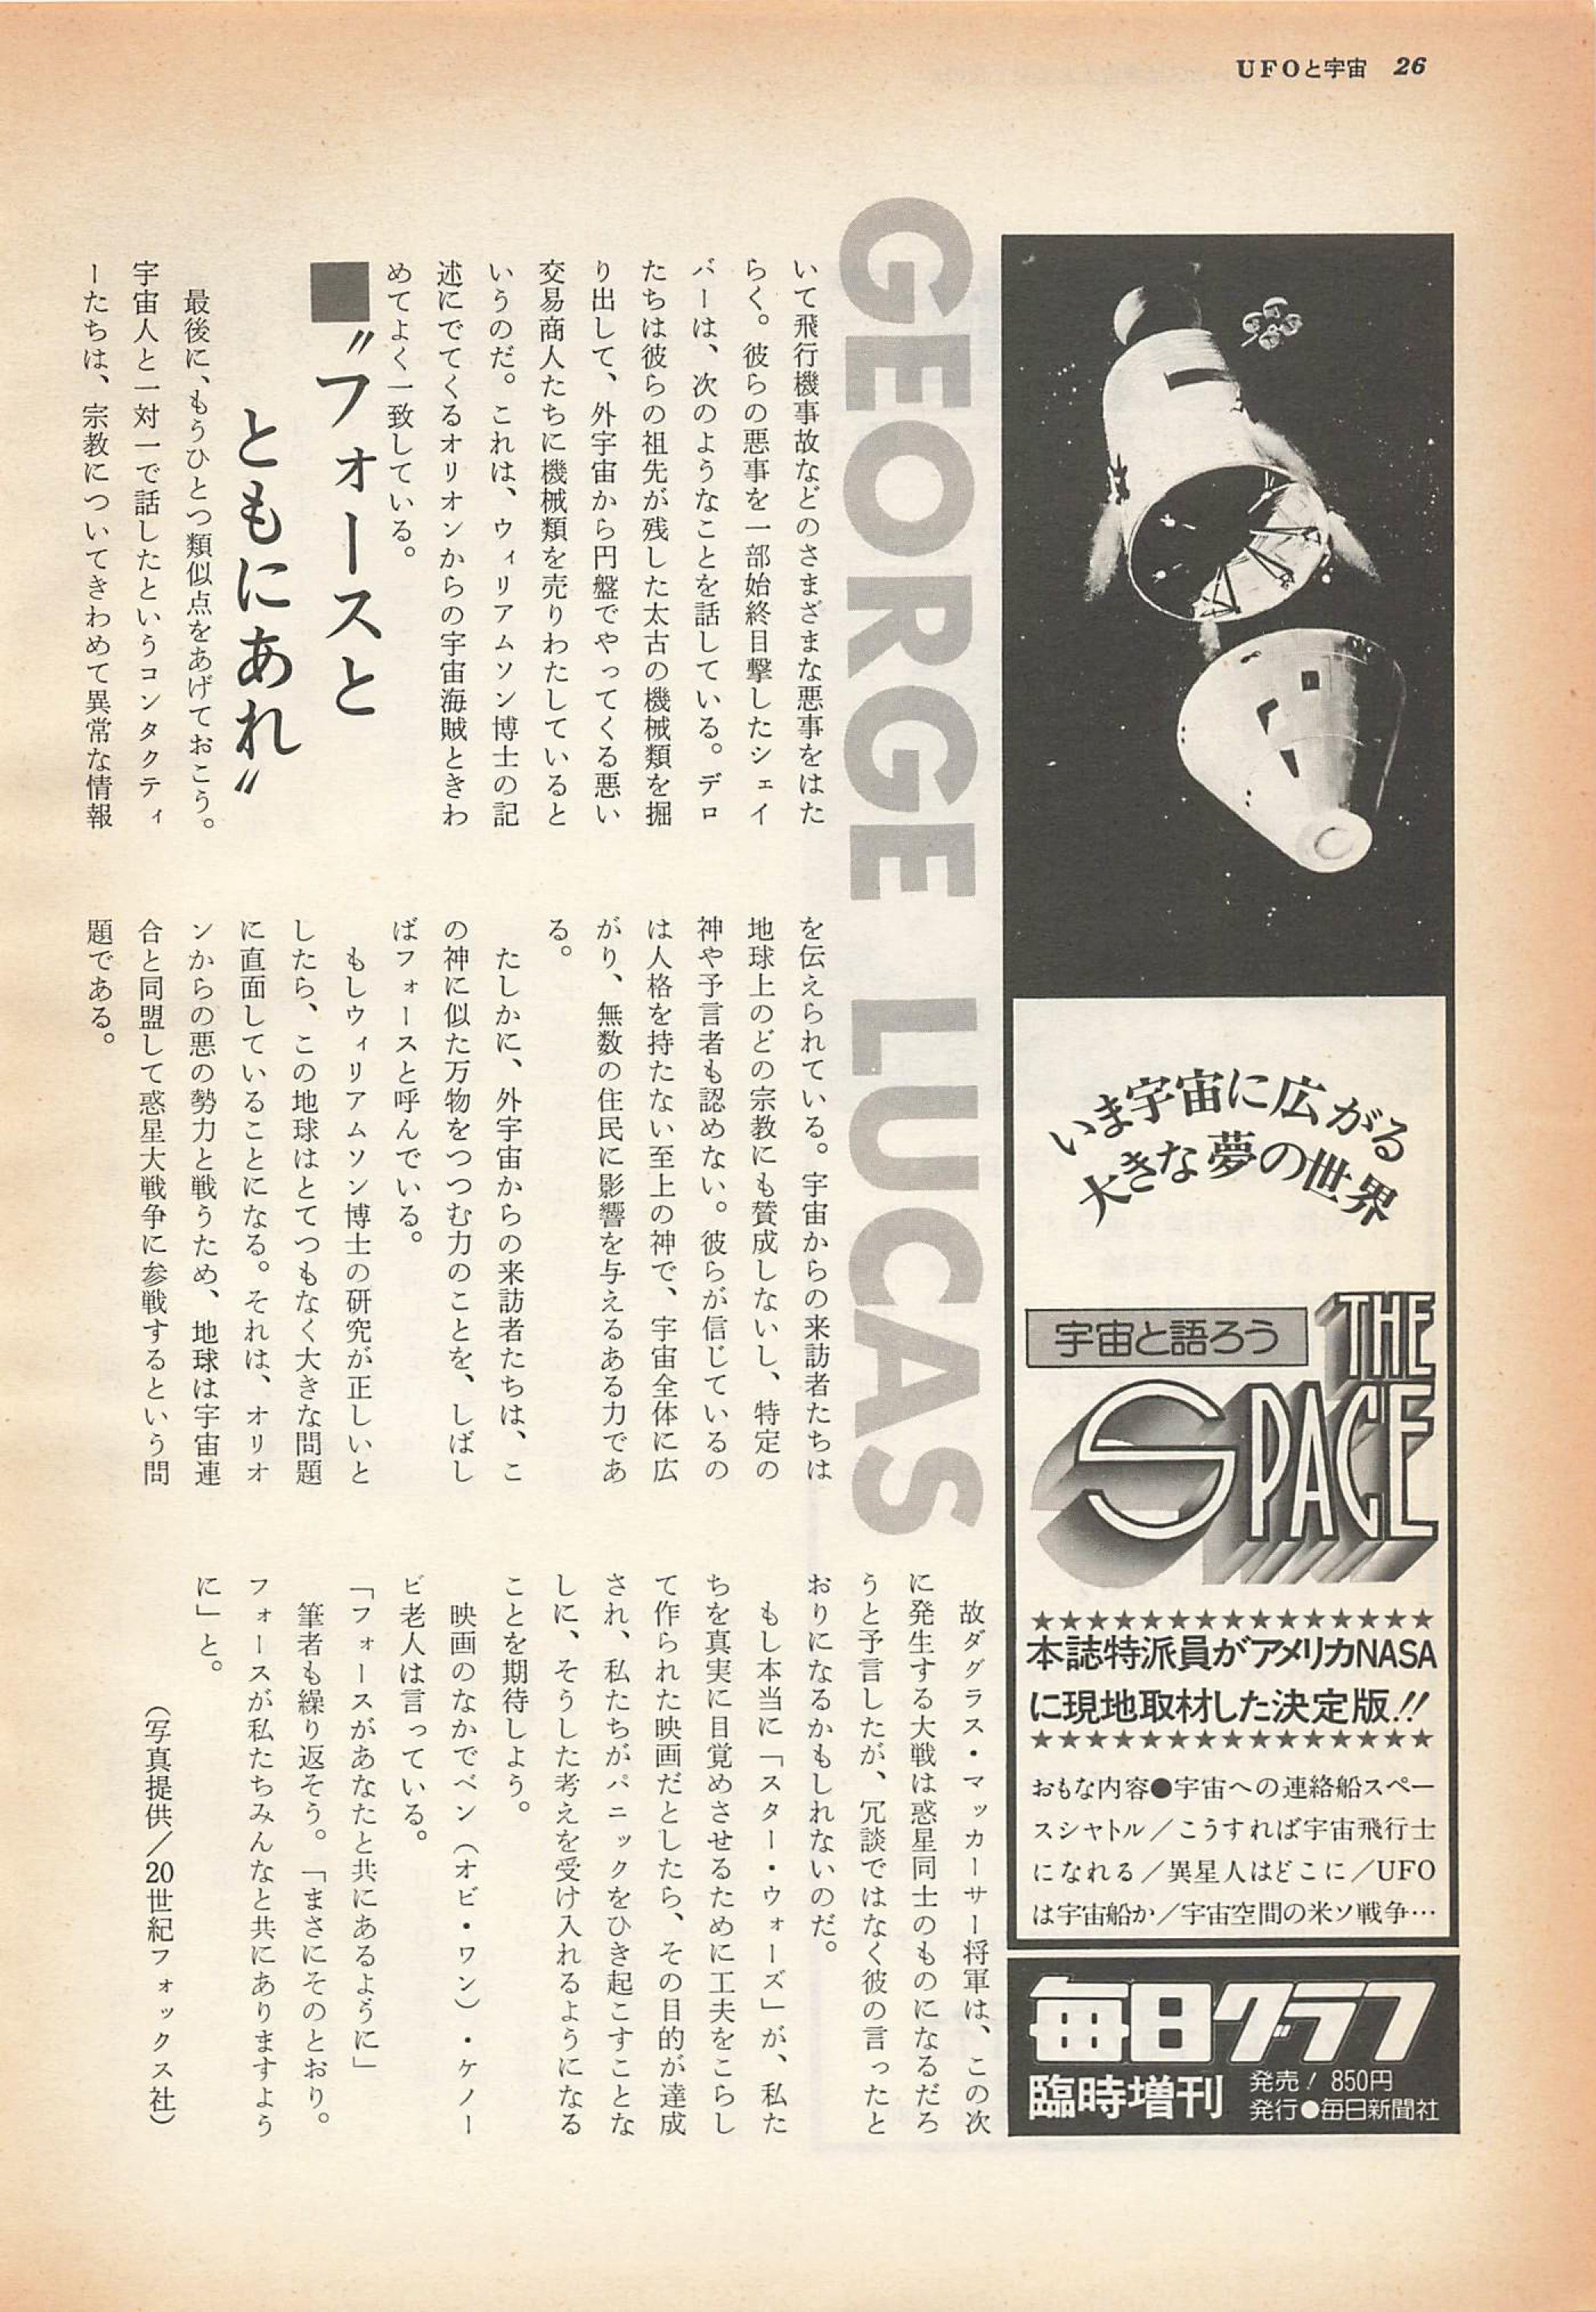 UFOと宇宙 26
GEORGE LUCAS
いて飛行機事故などのさまざまな悪事をはた
らく。彼らの悪事を一部始終目撃したシェイ
バーは、次のようなことを話している。デロ
たちは彼らの祖先が残した太古の機械類を掘
り出して、外宇宙から円盤でやってくる悪い
交易商人たちに機械類を売りわたしていると
いうのだ。これは、ウィリアムソン博士の記
述にでてくるオリオンからの宇宙海賊ときわ
めてよく一致している。
■〝フォースと
ともにあれ〟
最後に、もうひとつ類似点をあげておこう。
宇宙人と一対一で話したというコンタクティ
ーたちは、宗教についてきわめて異常な情報
を伝えられている。宇宙からの来訪者たちは
地球上のどの宗教にも賛成しないし、特定の
神や予言者も認めない。彼らが信じているの
は人格を持たない至上の神で、宇宙全体に広
がり、無数の住民に影響を与えるある力であ
る。
たしかに、外宇宙からの来訪者たちは、こ
の神に似た万物をつつむ力のことを、しばし
ばフォースと呼んでいる。
もしウィリアムソン博士の研究が正しいと
したら、この地球はとてつもなく大きな問題
に直面していることになる。それは、オリオ
ンからの悪の勢力と戦うため、地球は宇宙連
合と同盟して惑星大戦争に参戦するという問
題である。
故ダグラス・マッカーサー将軍は、この次
に発生する大戦は惑星同士のものになるだろ
うと予言したが、冗談ではなく彼の言ったと
おりになるかもしれないのだ。
もし本当に「スター・ウォーズ」が、私た
ちを真実に目覚めさせるために工夫をこらし
て作られた映画だとしたら、その目的が達成
され、私たちがパニックをひき起こすことな
しに、そうした考えを受け入れるようになる
ことを期待しよう。
映画のなかでベン（オビ・ワン）・ケノー
ビ老人は言っている。
「フォースがあなたと共にあるように」
筆者も繰り返そう。「まさにそのとおり。
フォースが私たちみんなと共にありますよう
に」と。
（写真提供／20世紀フォックス社）
いま宇宙に広がる
大きな夢の世界
宇宙と語ろう
THE
SPACE
★★★★★★★★★★★★★★★
本誌特派員がアメリカNASA
に現地取材した決定版!!
★★★★★★★★★★★★★★★
おもな内容●宇宙への連絡船スペー
スシャトル／こうすれば宇宙飛行士
になれる／異星人はどこに／UFO
は宇宙船か／宇宙空間の米ソ戦争…
毎日グラフ
臨時増刊
発売！850円
発行●毎日新聞社